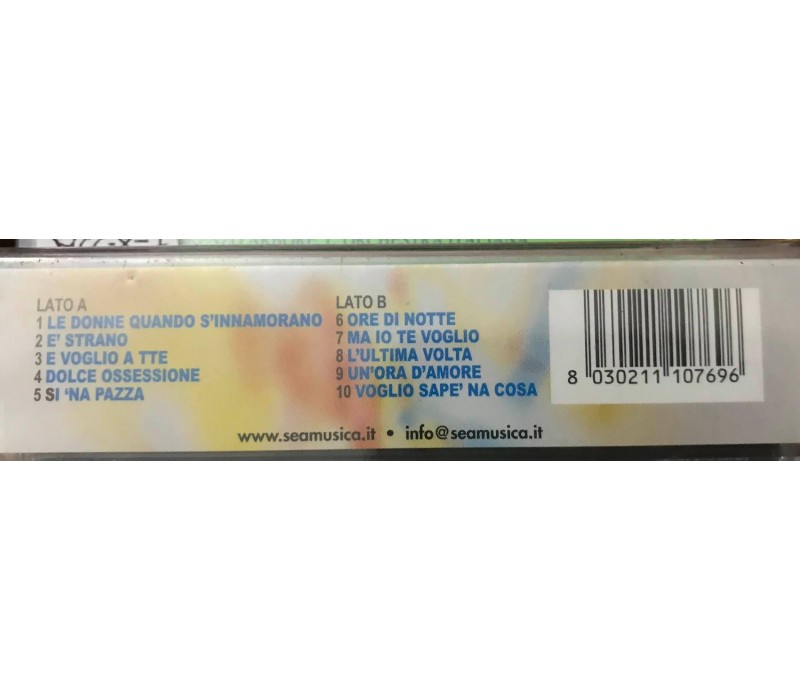 LATO A
1 LE DONNE QUANDO S'INNAMORANO
2 E' STRANO
3 E VOGLIO A TTE
4 DOLCE OSSESSIONE
5 SI 'NA PAZZA
LATO B
6 ORE DI NOTTE
7 MA IO TE VOGLIO
8 L'ULTIMA VOLTA
9 UN'ORA D'AMORE
10 VOGLIO SAPE' NA COSA
8 030211 107696
www.seamusica.it • info@seamusica.it